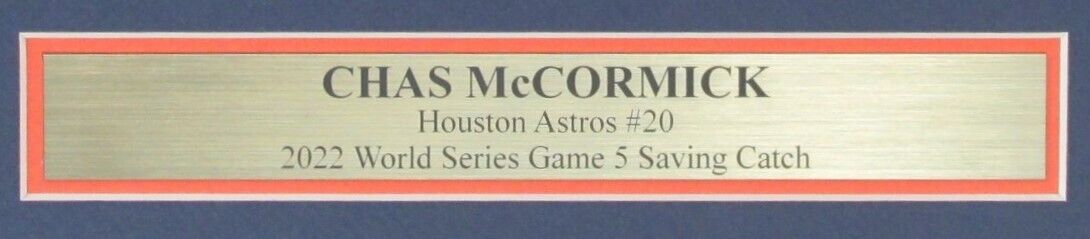 CHAS McCORMICK
Houston Astros #20
2022 World Series Game 5 Saving Catch